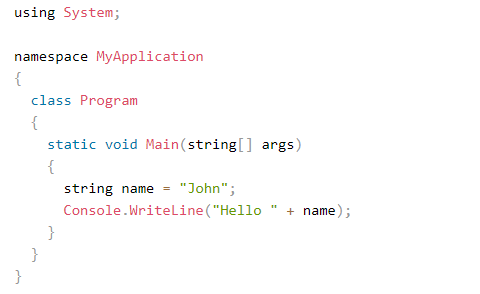 using System;

namespace MyApplication
{
  class Program
  {
    static void Main(string[] args)
    {
      string name = "John";
      Console.WriteLine("Hello " + name);
    }
  }
}